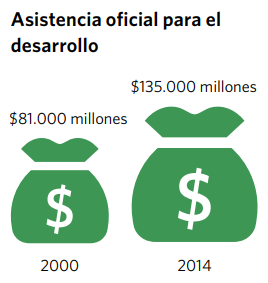 Asistencia oficial para el
desarrollo
$135.000 millones
$81.000 millones
$
$
2000
2014